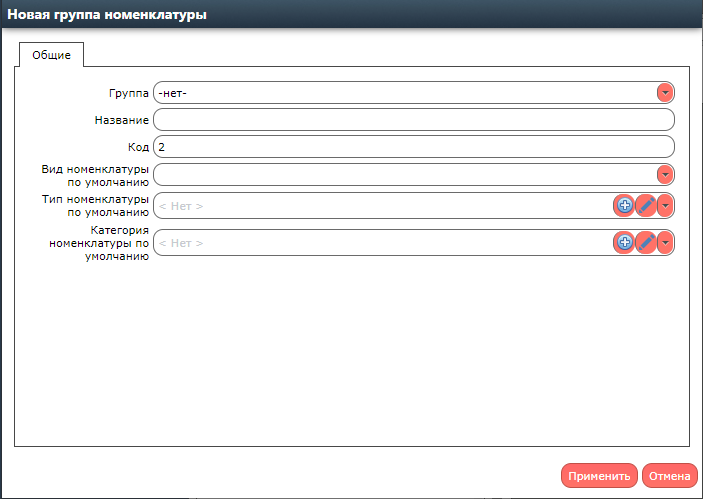 Новая группа номенклатуры
Общие
Группа -нет-
Название
Код 2
Вид номенклатуры
по умолчанию
Тип номенклатуры
по умолчанию < Нет >
Категория
номенклатуры по < Нет >
умолчанию
Применить Отмена